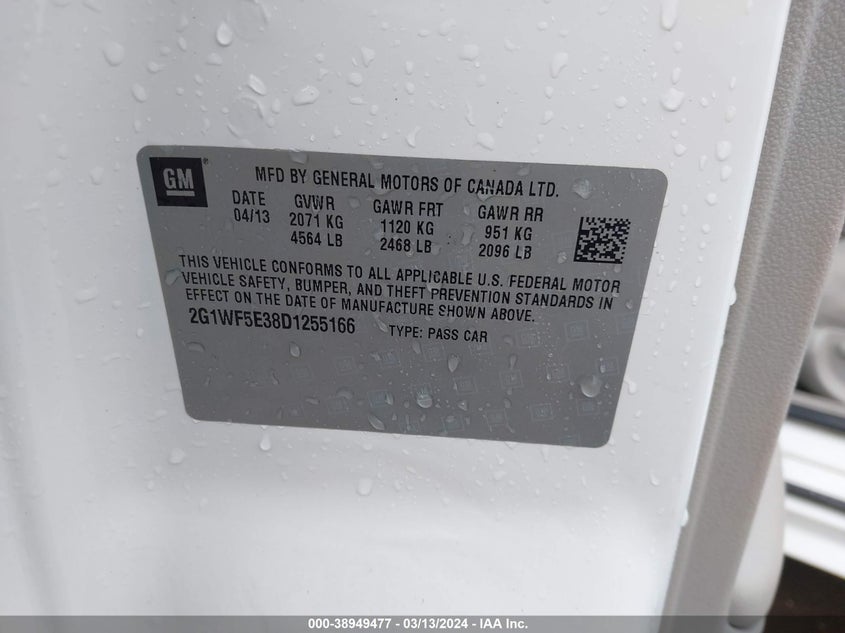 GM
MFD BY GENERAL MOTORS OF CANADA LTD.
DATE GVWR GAWR FRT GAWR RR
04/13 2071 KG 1120 KG 951 KG
4564 LB 2468 LB 2096 LB
THIS VEHICLE CONFORMS TO ALL APPLICABLE U.S. FEDERAL MOTOR
VEHICLE SAFETY, BUMPER, AND THEFT PREVENTION STANDARDS IN
EFFECT ON THE DATE OF MANUFACTURE SHOWN ABOVE.
2G1WF5E38D1255166 TYPE: PASS CAR
000-38949477 - 03/13/2024 - IAA Inc.